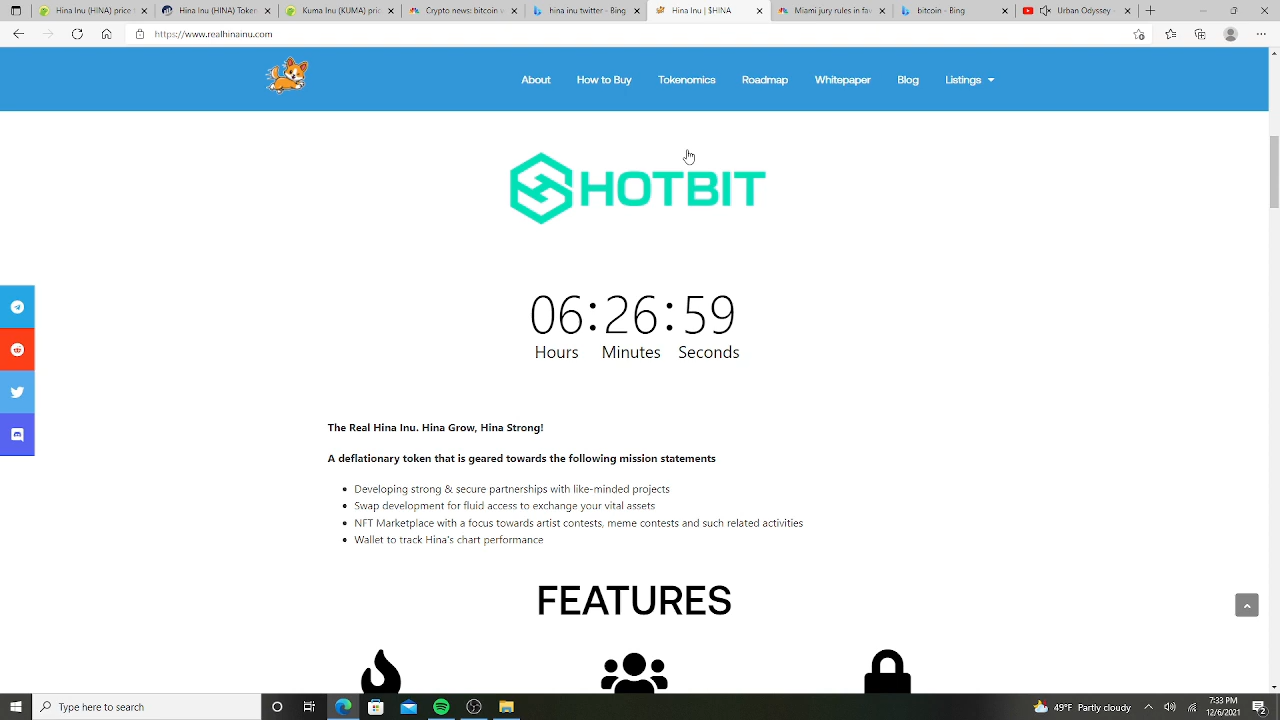 Hina Inu (HINA) price
Hina Inu (HINA) Token
Kuma Inu (KUMA) pric
Crypto news: bitcoin
hina inu twitter - Bing
Hina Inu | $HINA
Miami jury rules in fav
bitcoin - Bing
Urban Odyssey -
https://www.realhinainu.com
About
How to Buy
Tokenomics
Roadmap
Whitepaper
Blog
Listings
HOTBIT
06:26:59
Hours Minutes Seconds
The Real Hina Inu. Hina Grow, Hina Strong!
A deflationary token that is geared towards the following mission statements
Developing strong & secure partnerships with like-minded projects
Swap development for fluid access to exchange your vital assets
NFT Marketplace with a focus towards artist contests, meme contests and such related activities
Wallet to track Hina's chart performance
FEATURES
Type here to search
49°F Partly cloudy
7:33 PM
12/6/2021
2